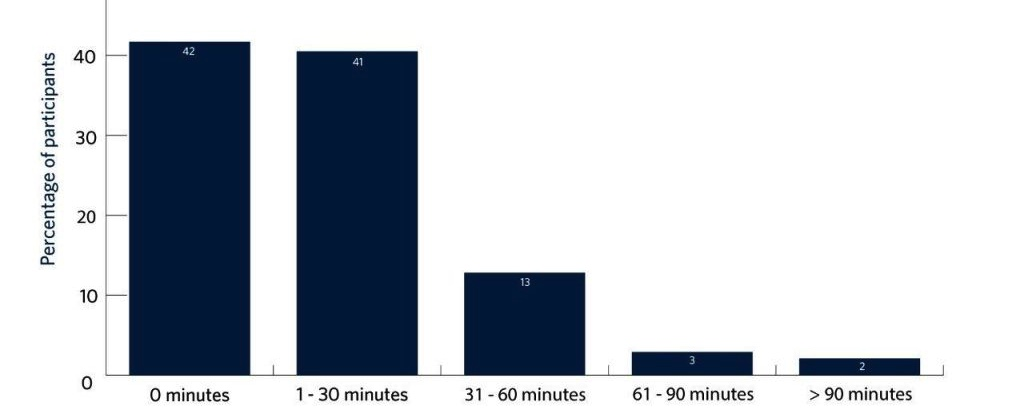 Percentage of participants
40
30
20
10
0
42
41
13
3
2
0 minutes
1 - 30 minutes
31 - 60 minutes
61 - 90 minutes
> 90 minutes